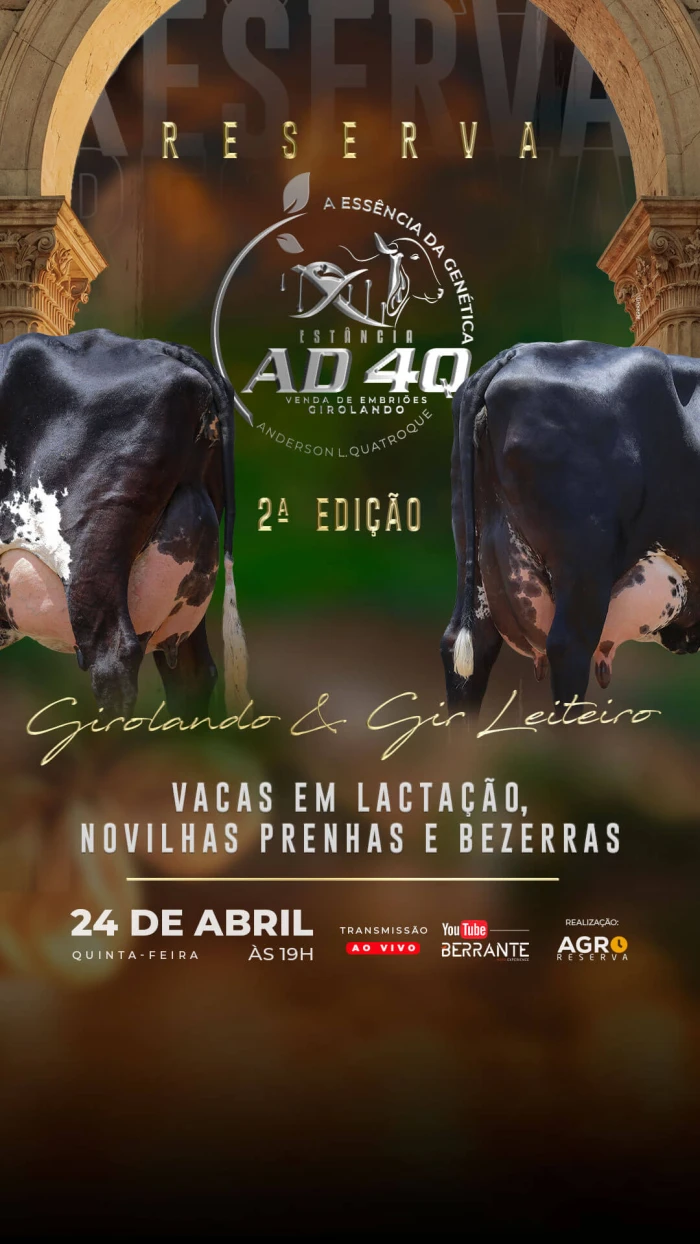 RESERVA
A ESSÊNCIA DA GENÉTICA
ESTÂNCIA
AD 4Q
VENDA DE EMBRIÕES
GIROLANDO
ANDERSON L. QUATROQUE
2ª EDIÇÃO
Girolando & Gir Leiteiro
VACAS EM LACTAÇÃO,
NOVILHAS PRENHAS E BEZERRAS
24 DE ABRIL
QUINTA-FEIRA ÀS 19H
TRANSMISSÃO
AO VIVO
YouTube
BERRANTE
REALIZAÇÃO:
AGRO
RESERVA